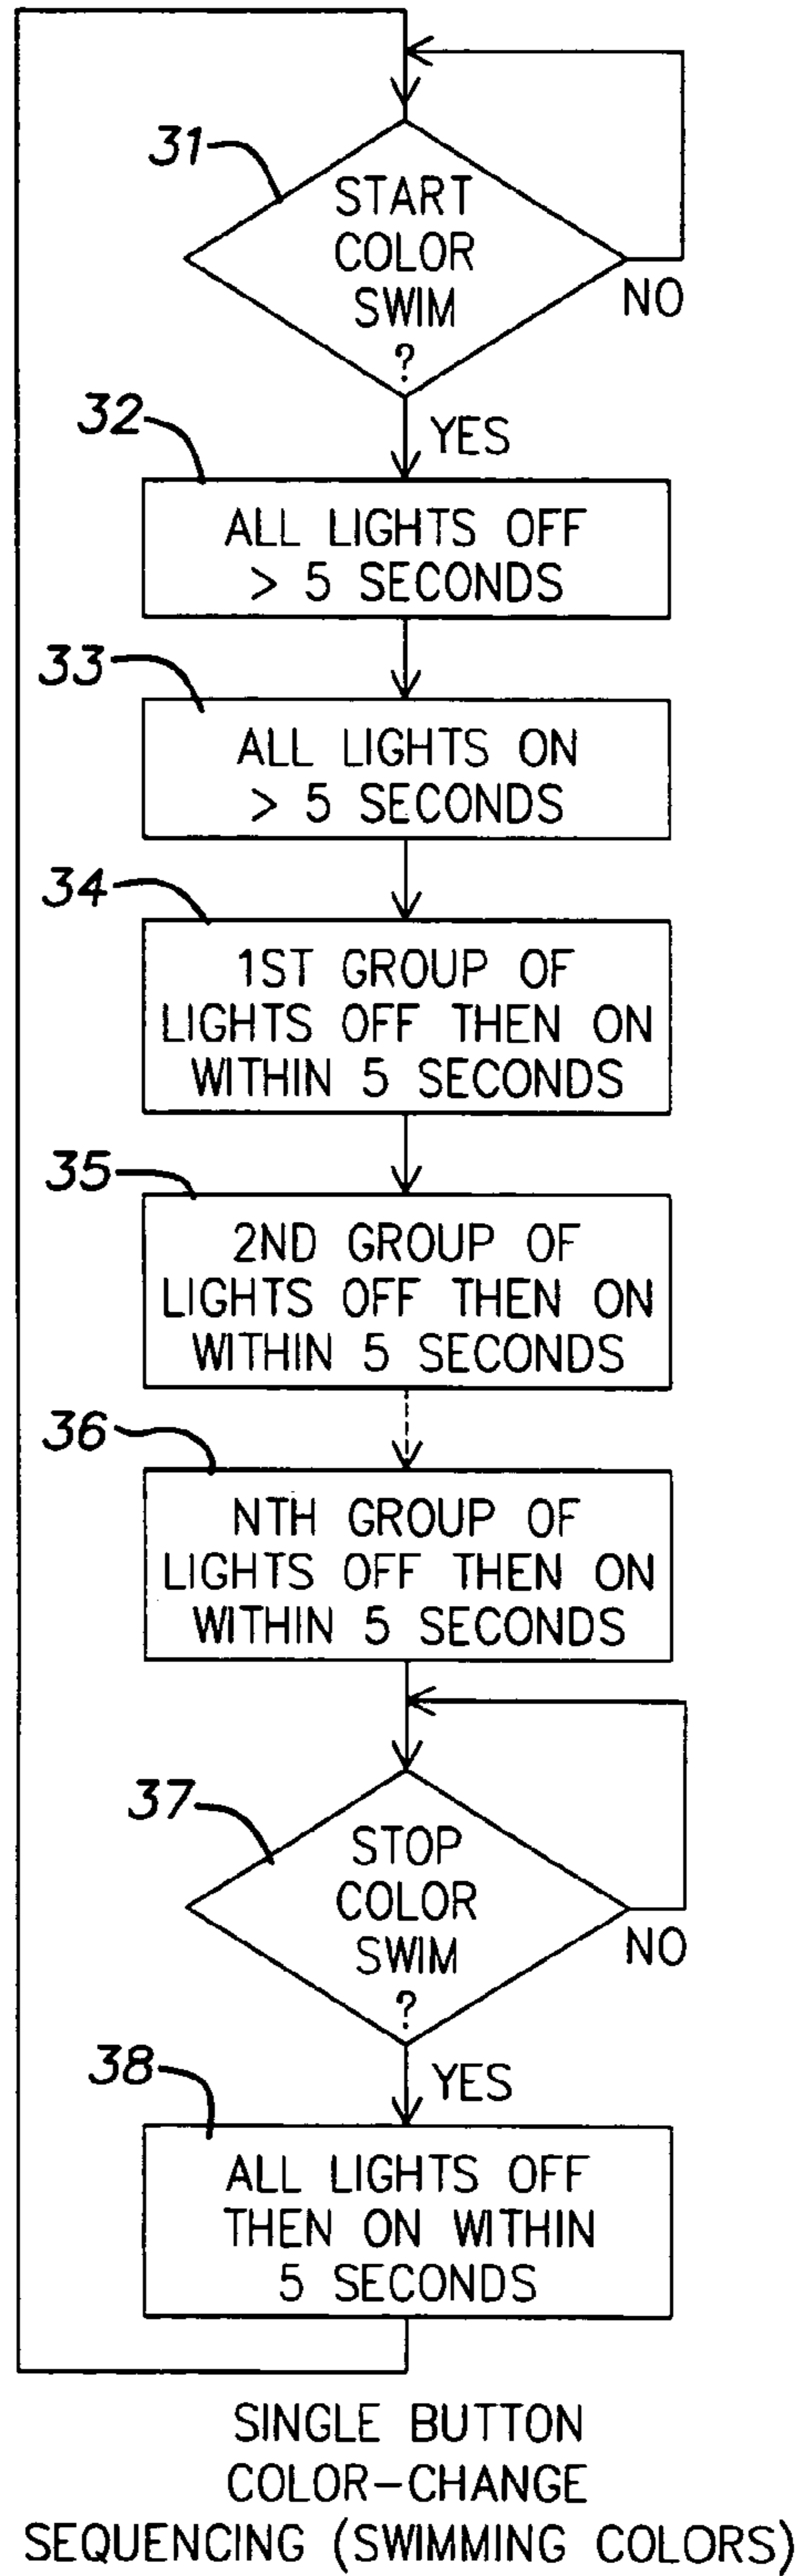 31
START
COLOR
SWIM
?
NO
YES
32
ALL LIGHTS OFF
> 5 SECONDS
33
ALL LIGHTS ON
> 5 SECONDS
34
1ST GROUP OF
LIGHTS OFF THEN ON
WITHIN 5 SECONDS
35
2ND GROUP OF
LIGHTS OFF THEN ON
WITHIN 5 SECONDS
36
NTH GROUP OF
LIGHTS OFF THEN ON
WITHIN 5 SECONDS
37
STOP
COLOR
SWIM
?
NO
YES
38
ALL LIGHTS OFF
THEN ON WITHIN
5 SECONDS
SINGLE BUTTON
COLOR-CHANGE
SEQUENCING (SWIMMING COLORS)